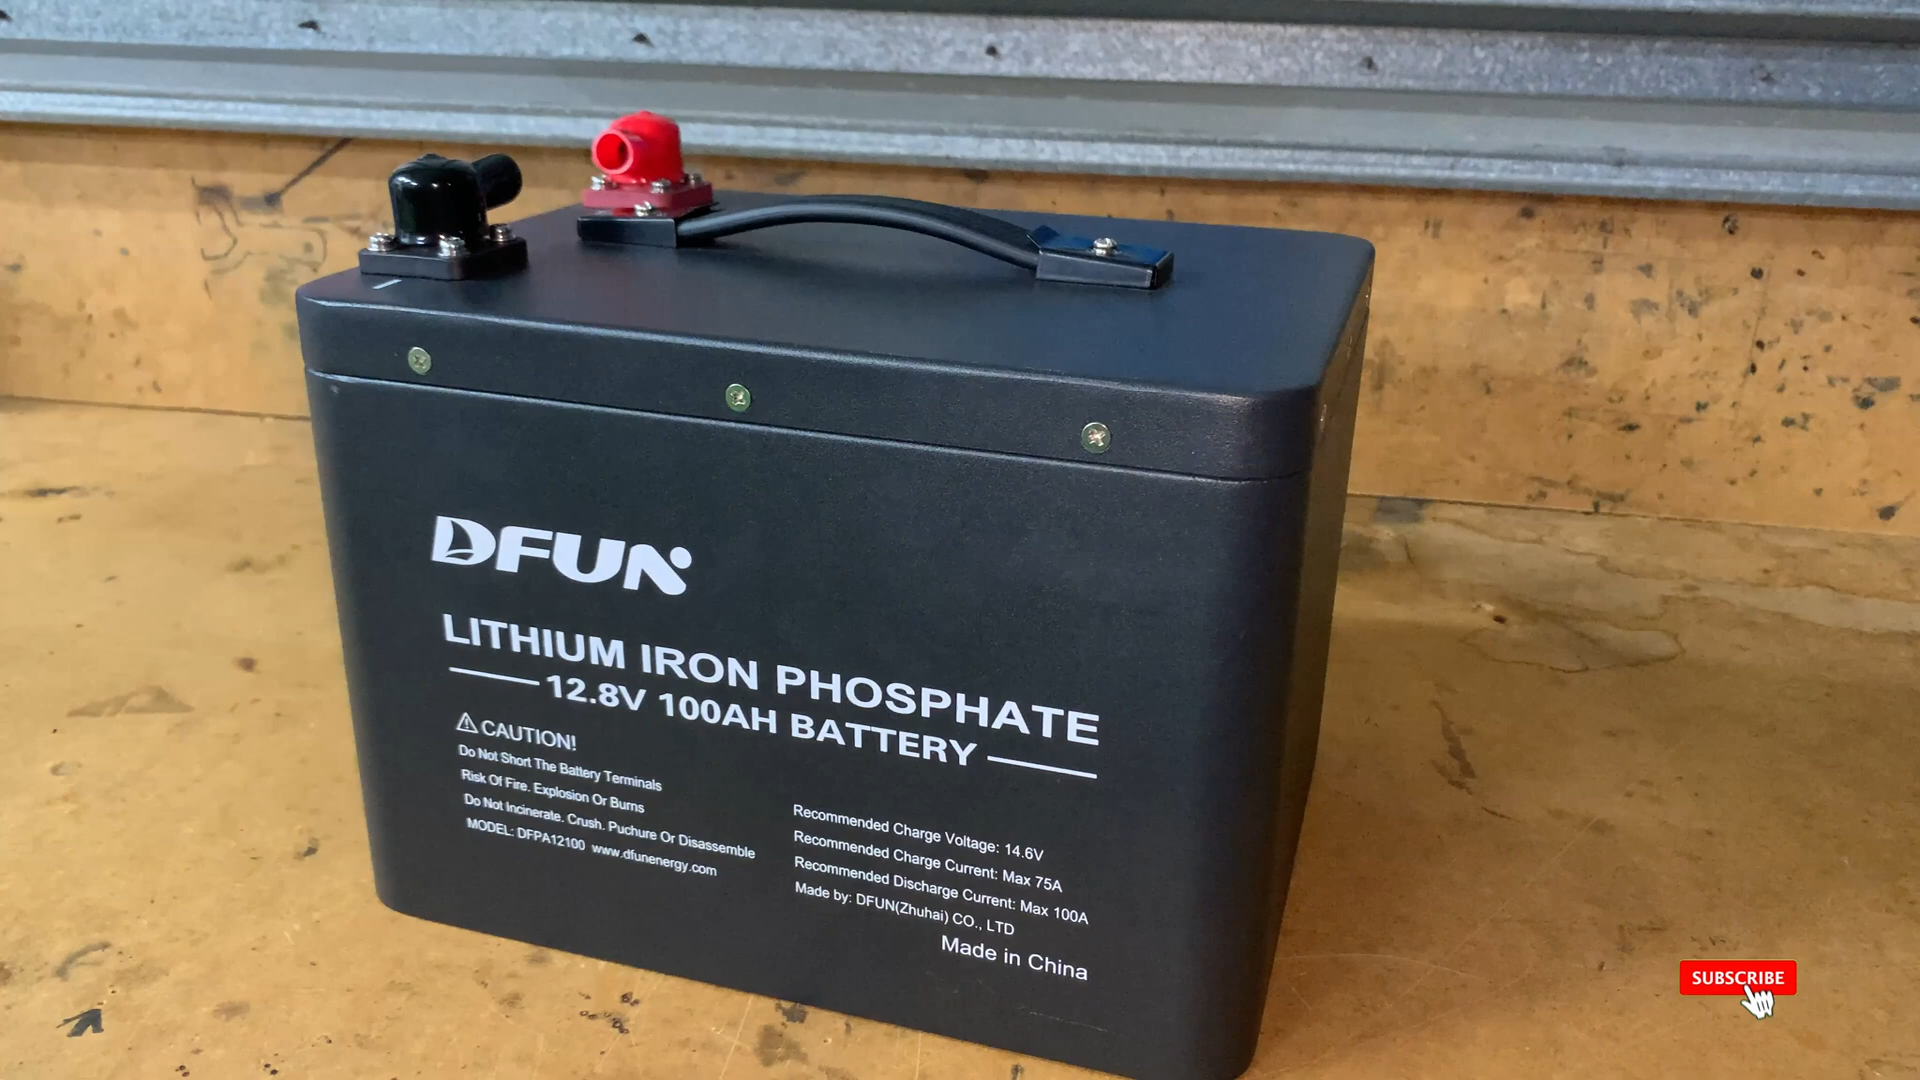 DFUN
LITHIUM IRON PHOSPHATE
12.8V 100AH BATTERY
CAUTION!
Do Not Short The Battery Terminals
Risk Of Fire. Explosion Or Burns
Do Not Incinerate. Crush. Puchure Or Disassemble
MODEL: DFPA12100 www.dfunenergy.com
Recommended Charge Voltage: 14.6V
Recommended Charge Current: Max 75A
Recommended Discharge Current: Max 100A
Made by: DFUN(Zhuhai) CO., LTD
Made in China
SUBSCRIBE